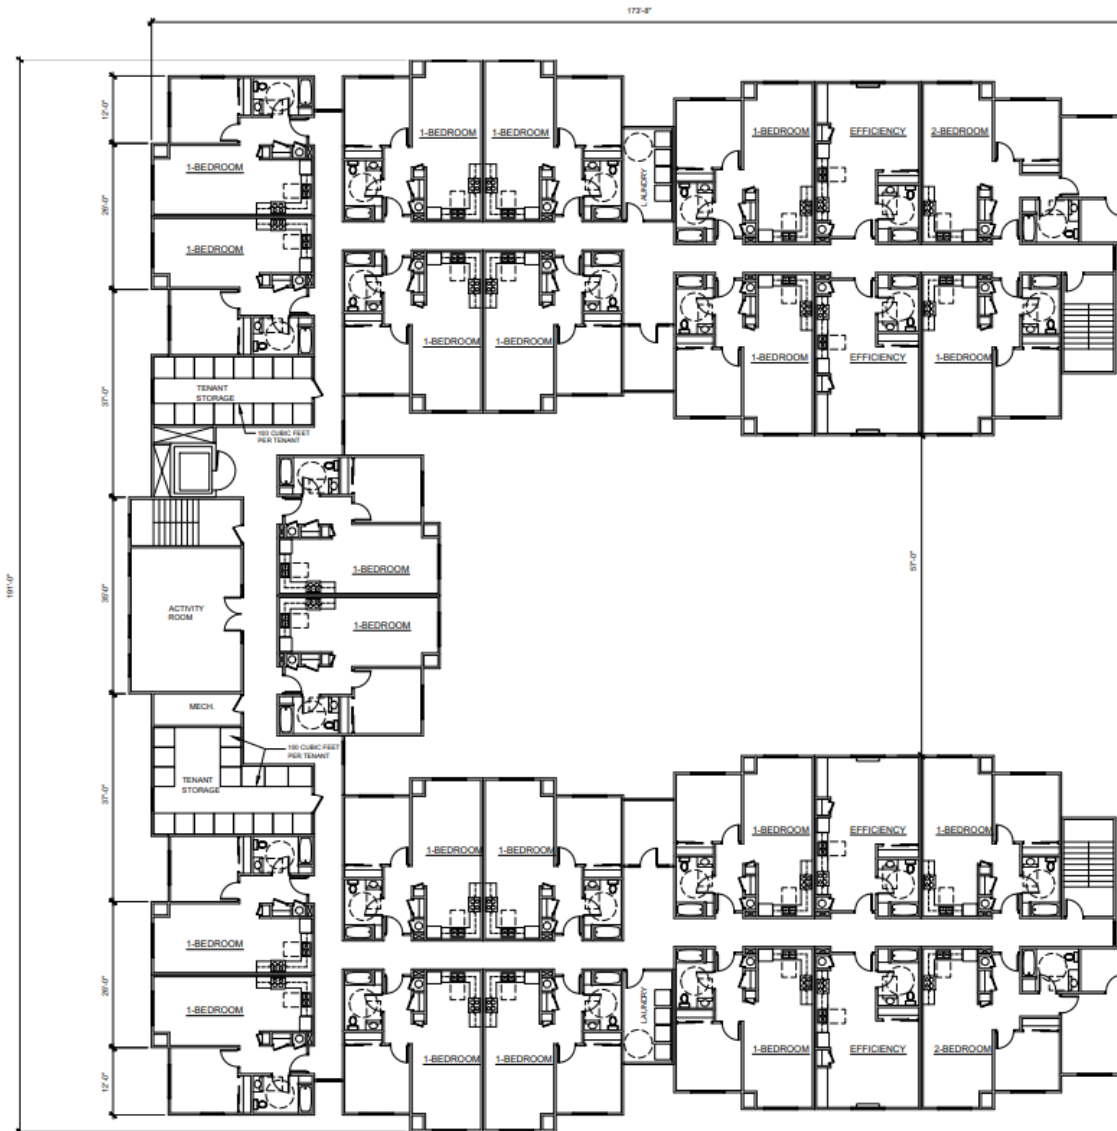 173'-8"
12'-0"
1-BEDROOM
1-BEDROOM
1-BEDROOM
EFFICIENCY
2-BEDROOM
1-BEDROOM
LAUNDRY
26'-0"
1-BEDROOM
1-BEDROOM
1-BEDROOM
1-BEDROOM
EFFICIENCY
1-BEDROOM
37'-0"
TENANT
STORAGE
100 CUBIC FEET
PER TENANT
191'-0"
57'-0"
1-BEDROOM
ACTIVITY
ROOM
1-BEDROOM
MECH.
100 CUBIC FEET
PER TENANT
37'-0"
TENANT
STORAGE
1-BEDROOM
1-BEDROOM
1-BEDROOM
EFFICIENCY
1-BEDROOM
1-BEDROOM
26'-0"
1-BEDROOM
LAUNDRY
1-BEDROOM
1-BEDROOM
1-BEDROOM
EFFICIENCY
2-BEDROOM
12'-0"